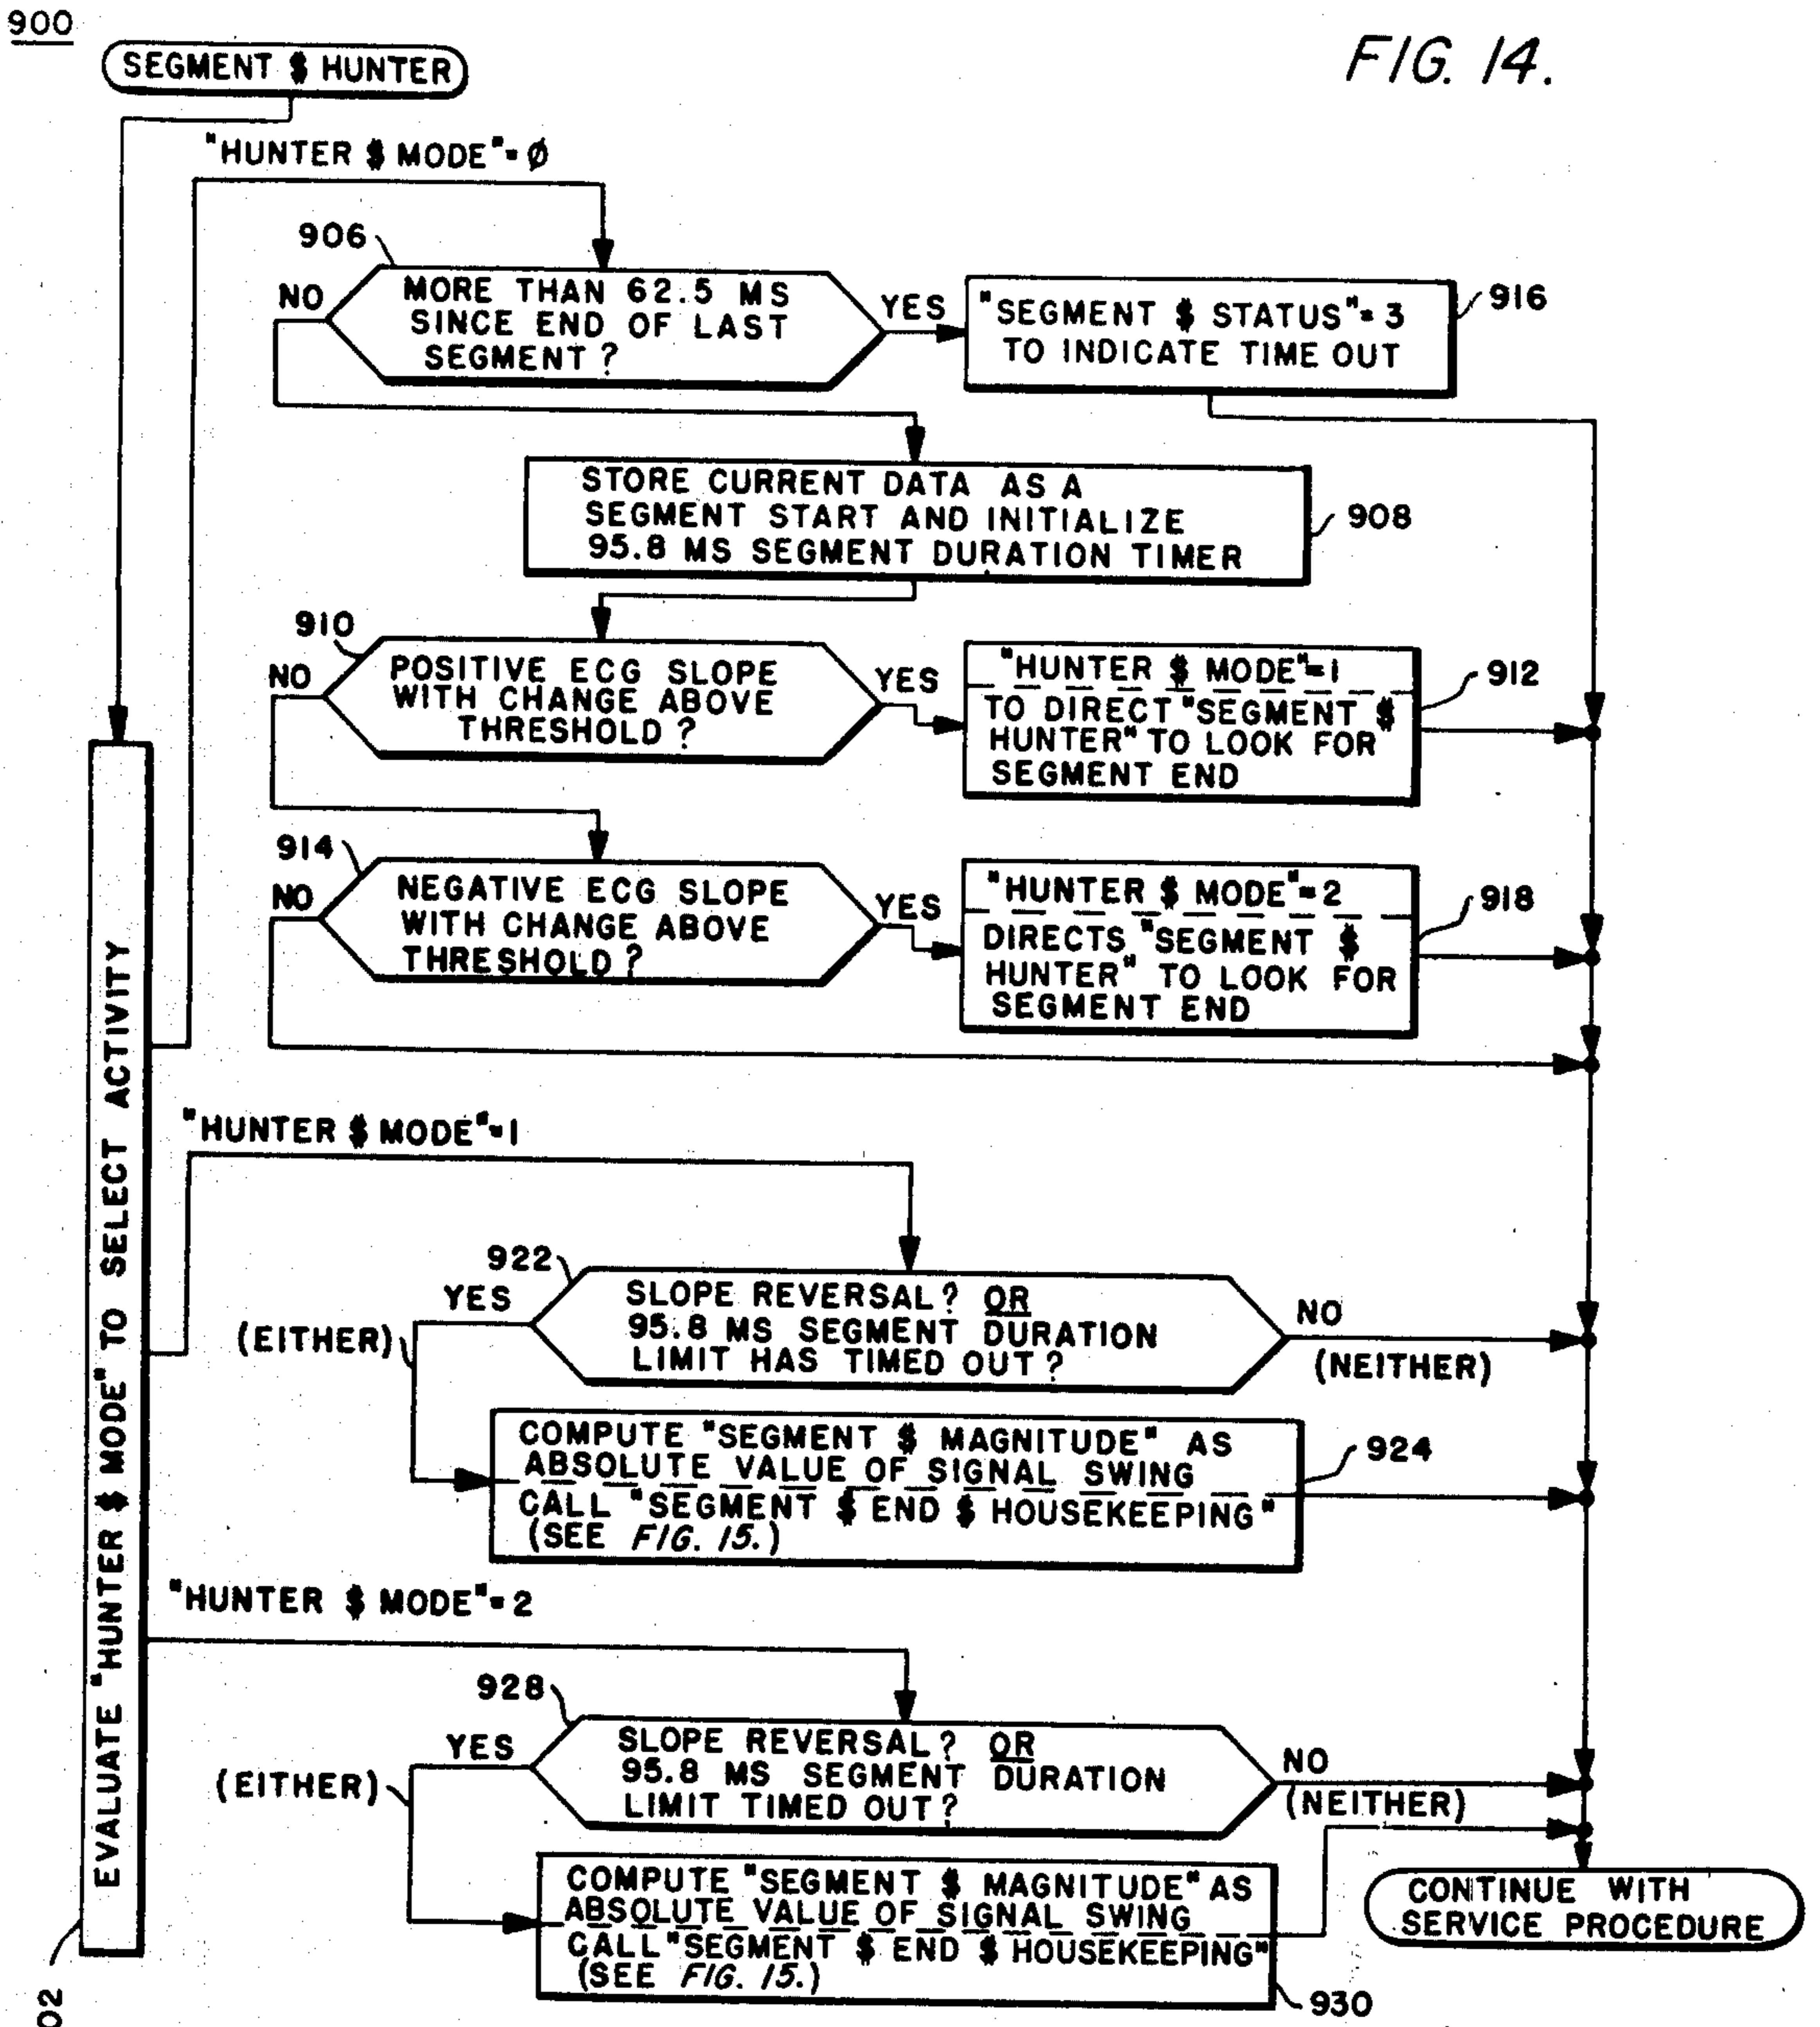 900
FIG. 14.
SEGMENT $ HUNTER
"HUNTER $ MODE"=Ø
906
NO
MORE THAN 62.5 MS
SINCE END OF LAST
SEGMENT ?
YES
"SEGMENT $ STATUS"=3
TO INDICATE TIME OUT
916
STORE CURRENT DATA AS A
SEGMENT START AND INITIALIZE
95.8 MS SEGMENT DURATION TIMER
908
910
NO
POSITIVE ECG SLOPE
WITH CHANGE ABOVE
THRESHOLD ?
YES
"HUNTER $ MODE"=1
TO DIRECT "SEGMENT $
HUNTER" TO LOOK FOR
SEGMENT END
912
914
NO
NEGATIVE ECG SLOPE
WITH CHANGE ABOVE
THRESHOLD ?
YES
"HUNTER $ MODE"=2
DIRECTS "SEGMENT $
HUNTER" TO LOOK FOR
SEGMENT END
918
EVALUATE "HUNTER $ MODE" TO SELECT ACTIVITY
"HUNTER $ MODE"=1
922
YES
(EITHER)
SLOPE REVERSAL? OR
95.8 MS SEGMENT DURATION
LIMIT HAS TIMED OUT ?
NO
(NEITHER)
COMPUTE "SEGMENT $ MAGNITUDE" AS
ABSOLUTE VALUE OF SIGNAL SWING
CALL "SEGMENT $ END $ HOUSEKEEPING"
(SEE FIG. 15.)
924
"HUNTER $ MODE"=2
928
YES
(EITHER)
SLOPE REVERSAL? OR
95.8 MS SEGMENT DURATION
LIMIT TIMED OUT ?
NO
(NEITHER)
COMPUTE "SEGMENT $ MAGNITUDE" AS
ABSOLUTE VALUE OF SIGNAL SWING
CALL "SEGMENT $ END $ HOUSEKEEPING"
(SEE FIG. 15.)
930
CONTINUE WITH
SERVICE PROCEDURE